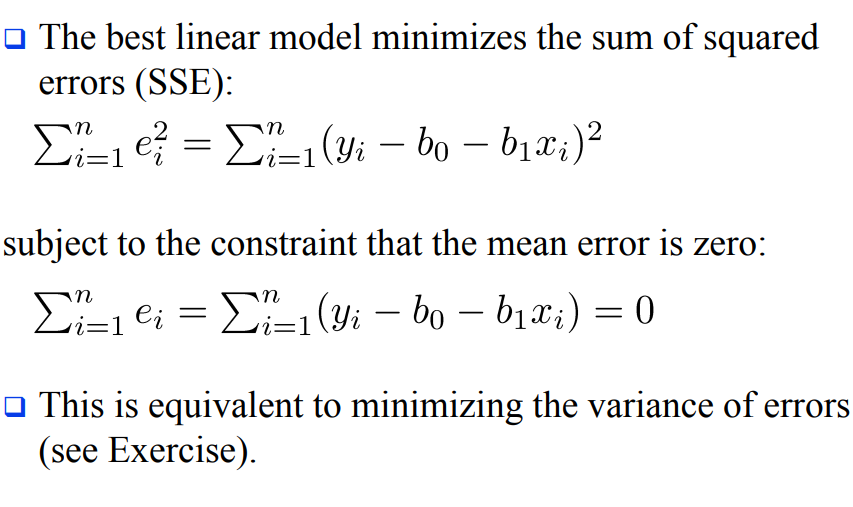 ❑ The best linear model minimizes the sum of squared
errors (SSE):
$\sum_{i=1}^{n} e_i^2 = \sum_{i=1}^{n} (y_i - b_0 - b_1 x_i)^2$
subject to the constraint that the mean error is zero:
$\sum_{i=1}^{n} e_i = \sum_{i=1}^{n} (y_i - b_0 - b_1 x_i) = 0$
❑ This is equivalent to minimizing the variance of errors
(see Exercise).